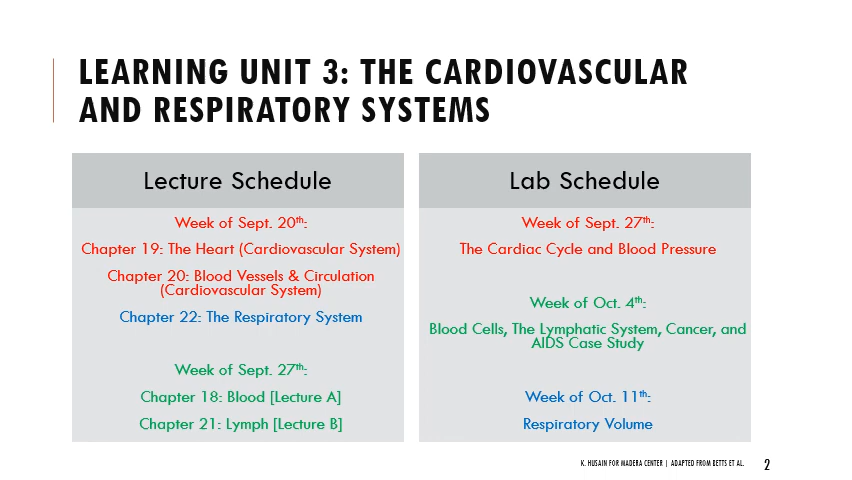 LEARNING UNIT 3: THE CARDIOVASCULAR
AND RESPIRATORY SYSTEMS
Lecture Schedule
Week of Sept. 20th:
Chapter 19: The Heart (Cardiovascular System)
Chapter 20: Blood Vessels & Circulation
(Cardiovascular System)
Chapter 22: The Respiratory System
Week of Sept. 27th:
Chapter 18: Blood [Lecture A]
Chapter 21: Lymph [Lecture B]
Lab Schedule
Week of Sept. 27th:
The Cardiac Cycle and Blood Pressure
Week of Oct. 4th:
Blood Cells, The Lymphatic System, Cancer, and
AIDS Case Study
Week of Oct. 11th:
Respiratory Volume
K. HUSAIN FOR MADERA CENTER | ADAPTED FROM BETTS ET AL.
2